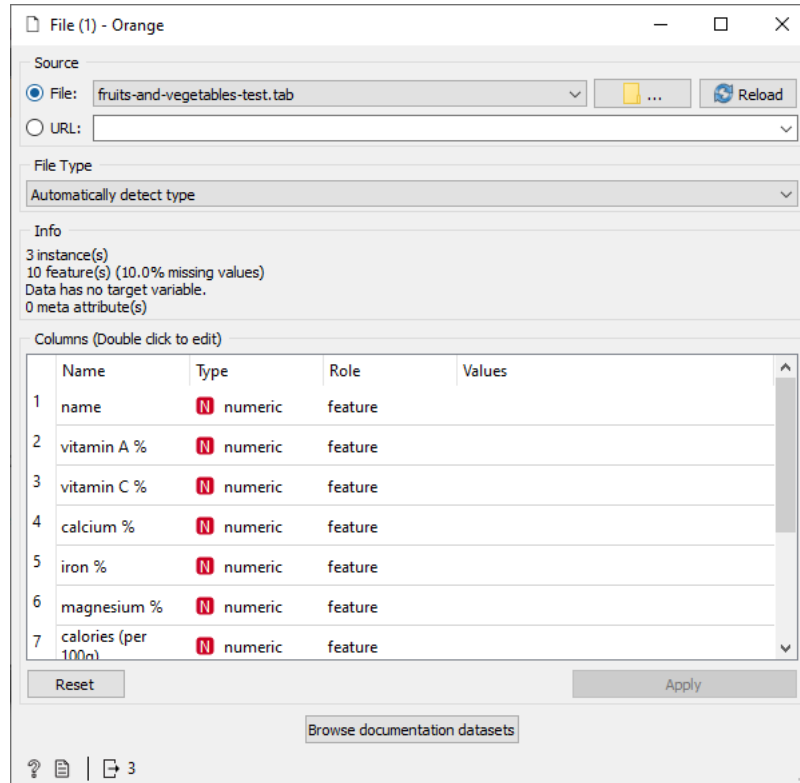 File (1) - Orange
Source
File: fruits-and-vegetables-test.tab ... Reload
URL:
File Type
Automatically detect type
Info
3 instance(s)
10 feature(s) (10.0% missing values)
Data has no target variable.
0 meta attribute(s)
Columns (Double click to edit)
Name Type Role Values
1 name N numeric feature
2 vitamin A % N numeric feature
3 vitamin C % N numeric feature
4 calcium % N numeric feature
5 iron % N numeric feature
6 magnesium % N numeric feature
7 calories (per 100g) N numeric feature
Reset Apply
Browse documentation datasets
? 3